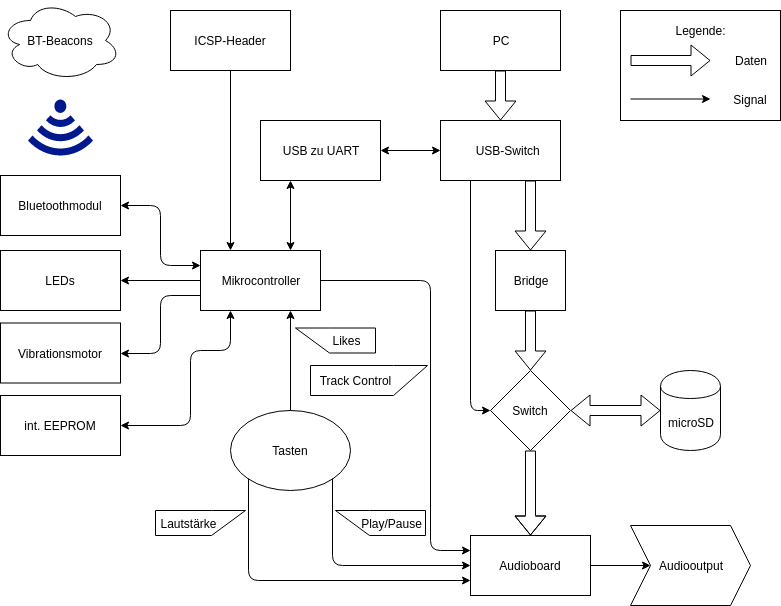 BT-Beacons
ICSP-Header
PC
Legende:
Daten
Signal
USB zu UART
USB-Switch
Bluetoothmodul
LEDs
Mikrocontroller
Bridge
Vibrationsmotor
Likes
Track Control
int. EEPROM
Switch
microSD
Tasten
Lautstärke
Play/Pause
Audioboard
Audiooutput